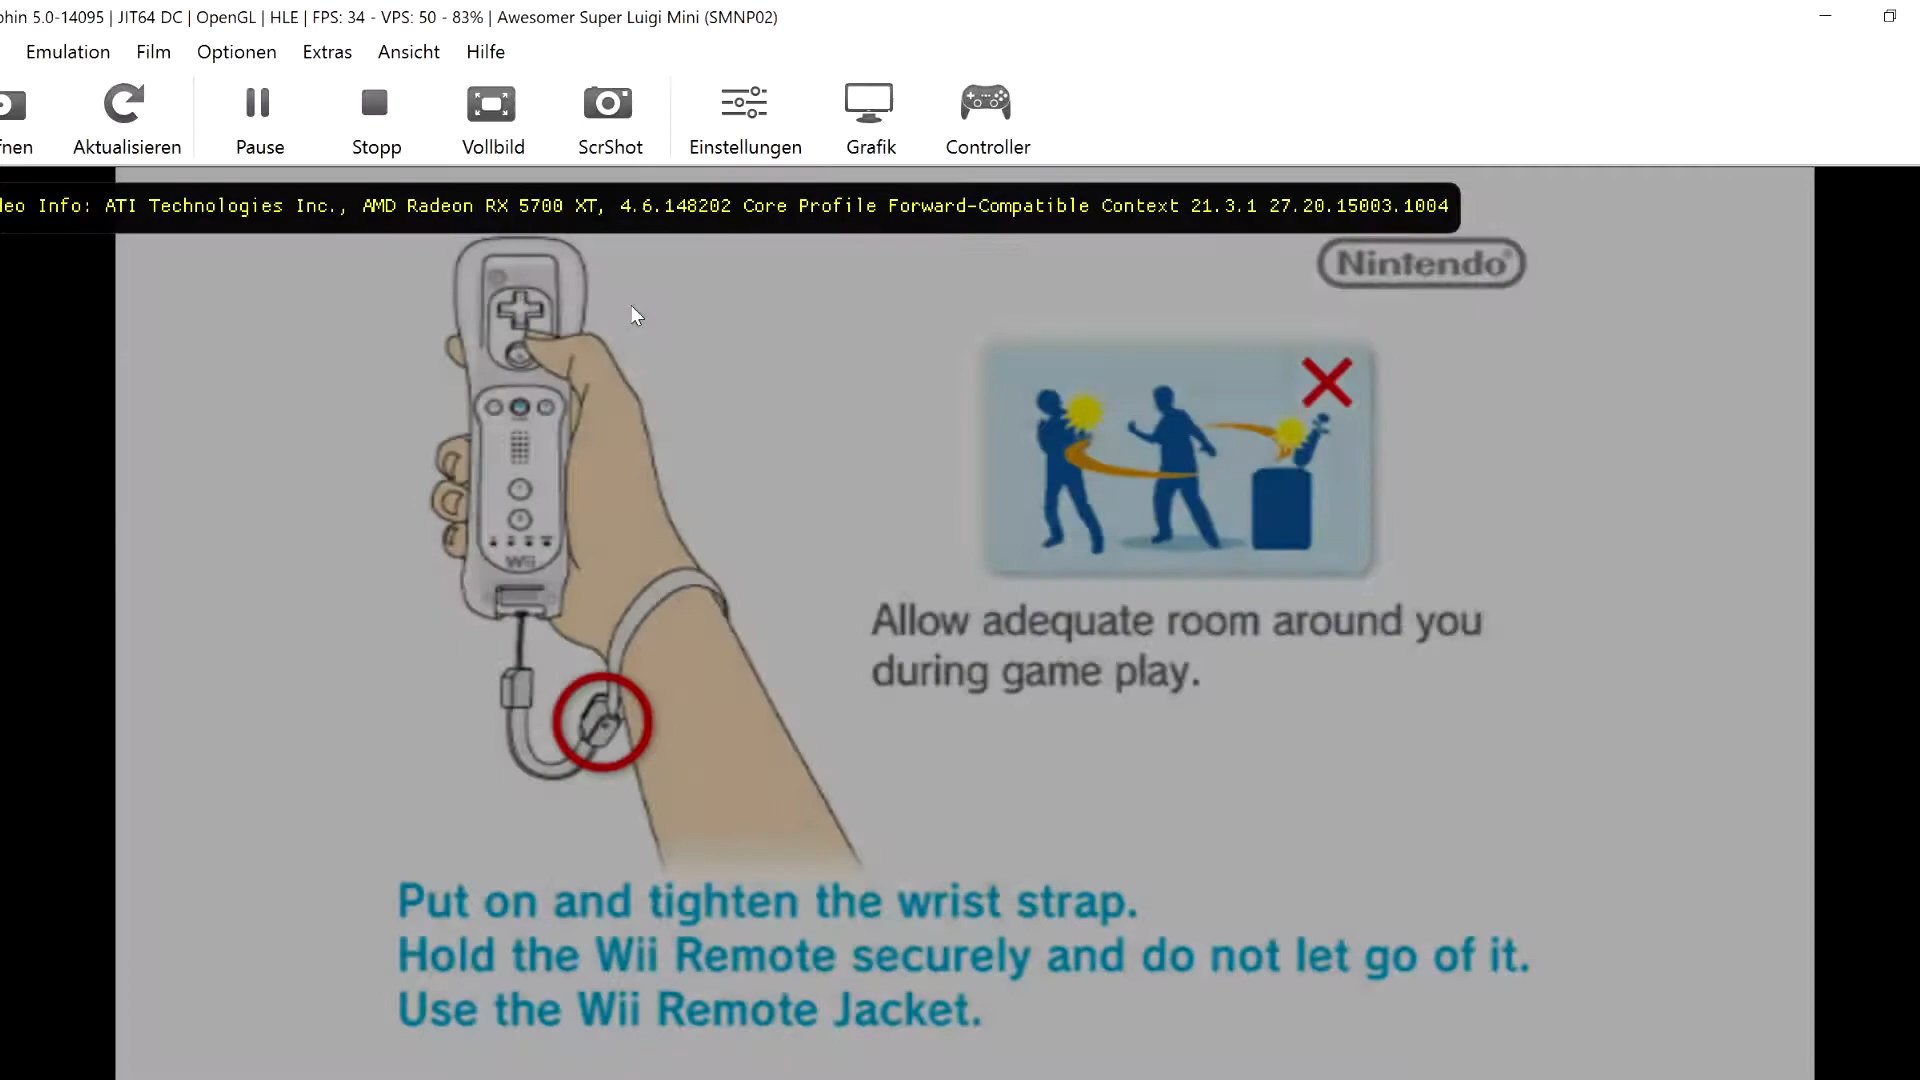 phin 5.0-14095 | JIT64 DC | OpenGL | HLE | FPS: 34 - VPS: 50 - 83% | Awesomer Super Luigi Mini (SMNP02)
Emulation Film Optionen Extras Ansicht Hilfe
fnen Aktualisieren Pause Stopp Vollbild ScrShot Einstellungen Grafik Controller
deo Info: ATI Technologies Inc., AMD Radeon RX 5700 XT, 4.6.148202 Core Profile Forward-Compatible Context 21.3.1 27.20.15003.1004
Nintendo®
Wii
Allow adequate room around you
during game play.
Put on and tighten the wrist strap.
Hold the Wii Remote securely and do not let go of it.
Use the Wii Remote Jacket.